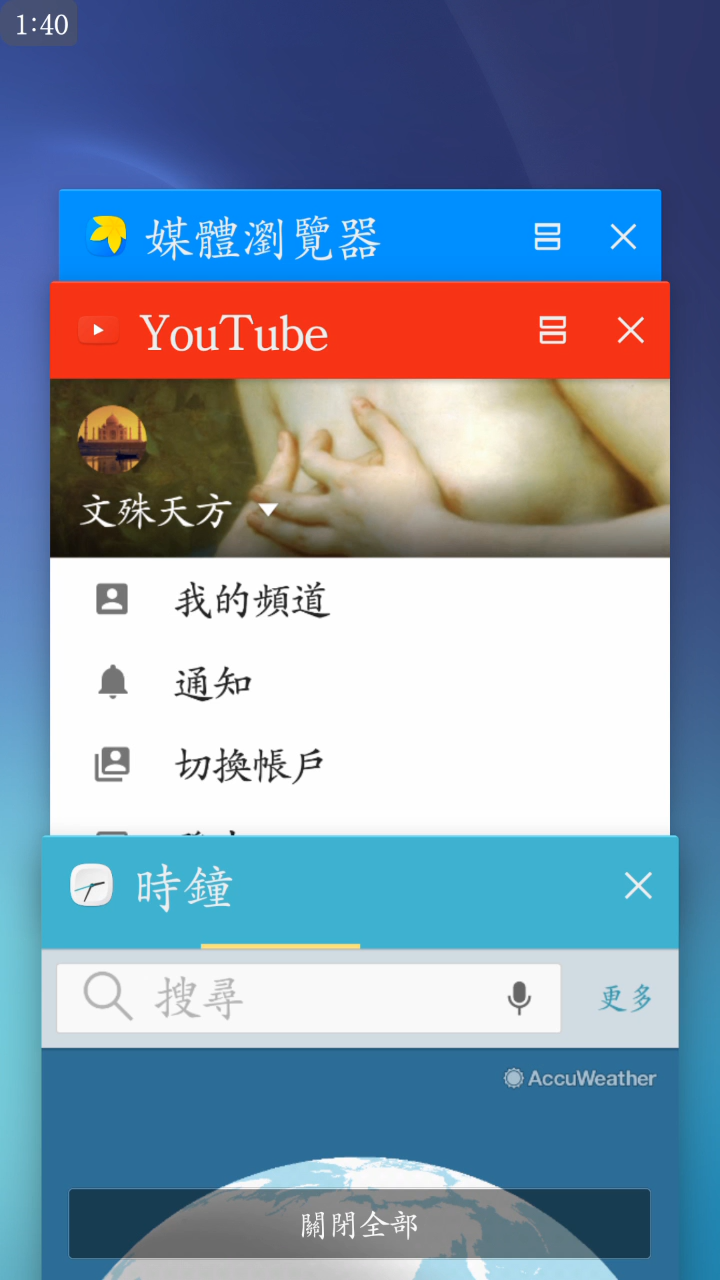 1:40
媒體瀏覽器
YouTube
文殊天方
我的頻道
通知
切換帳戶
時鐘
搜尋
更多
AccuWeather
關閉全部